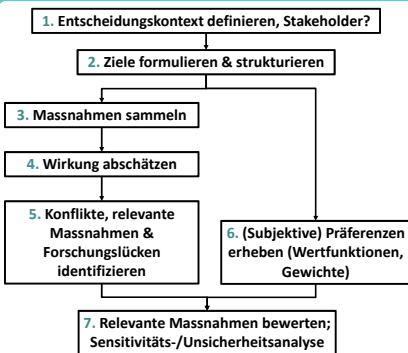 1. Entscheidungskontext definieren, Stakeholder?
2. Ziele formulieren & strukturieren
3. Massnahmen sammeln
4. Wirkung abschätzen
5. Konflikte, relevante
Massnahmen &
Forschungslücken
identifizieren
6. (Subjektive) Präferenzen
erheben (Wertfunktionen,
Gewichte)
7. Relevante Massnahmen bewerten;
Sensitivitäts-/Unsicherheitsanalyse